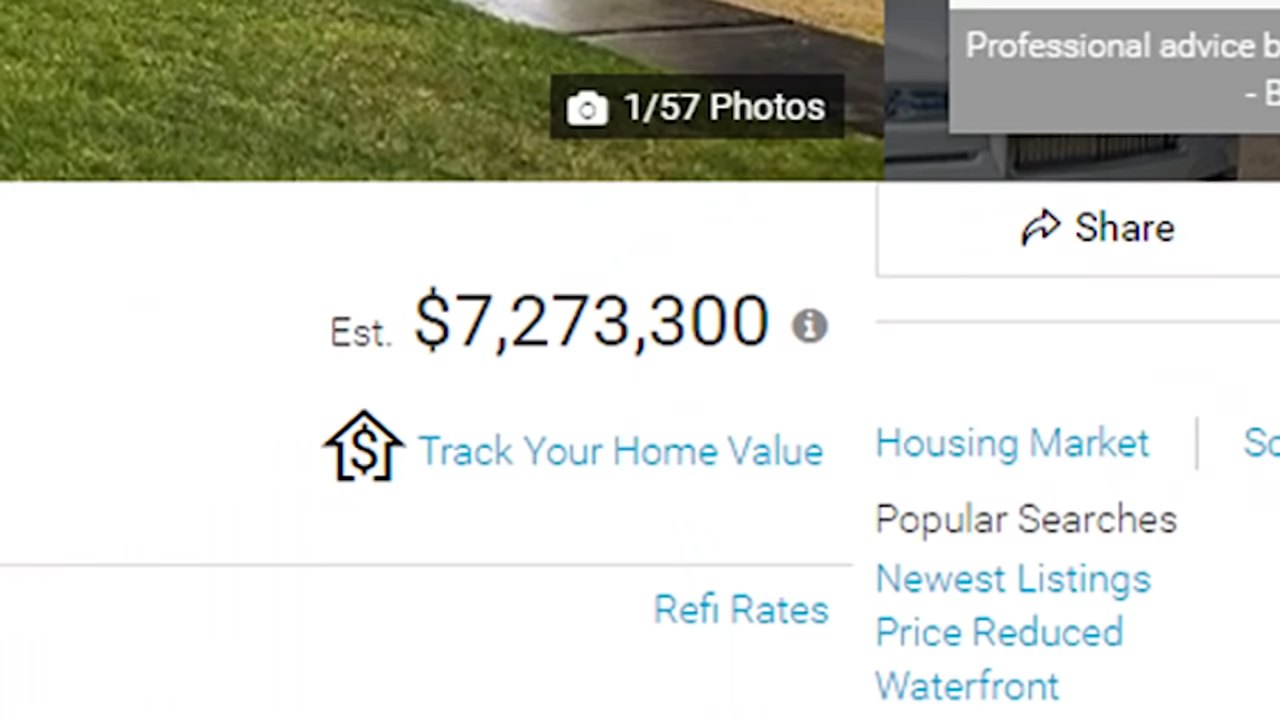 Professional advice b
- B
1/57 Photos
Share
Est. $7,273,300
Track Your Home Value
Housing Market | Sc
Popular Searches
Newest Listings
Refi Rates
Price Reduced
Waterfront